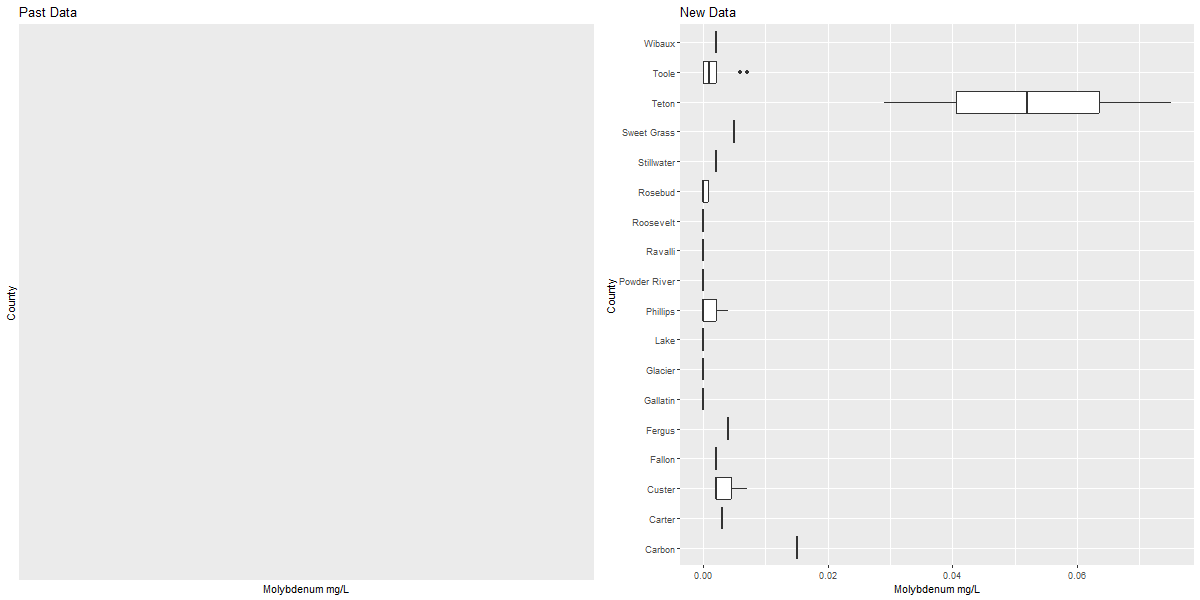 Past Data
County
Molybdenum mg/L
New Data
County
Wibaux
Toole
Teton
Sweet Grass
Stillwater
Rosebud
Roosevelt
Ravalli
Powder River
Phillips
Lake
Glacier
Gallatin
Fergus
Fallon
Custer
Carter
Carbon
0.00 0.02 0.04 0.06
Molybdenum mg/L